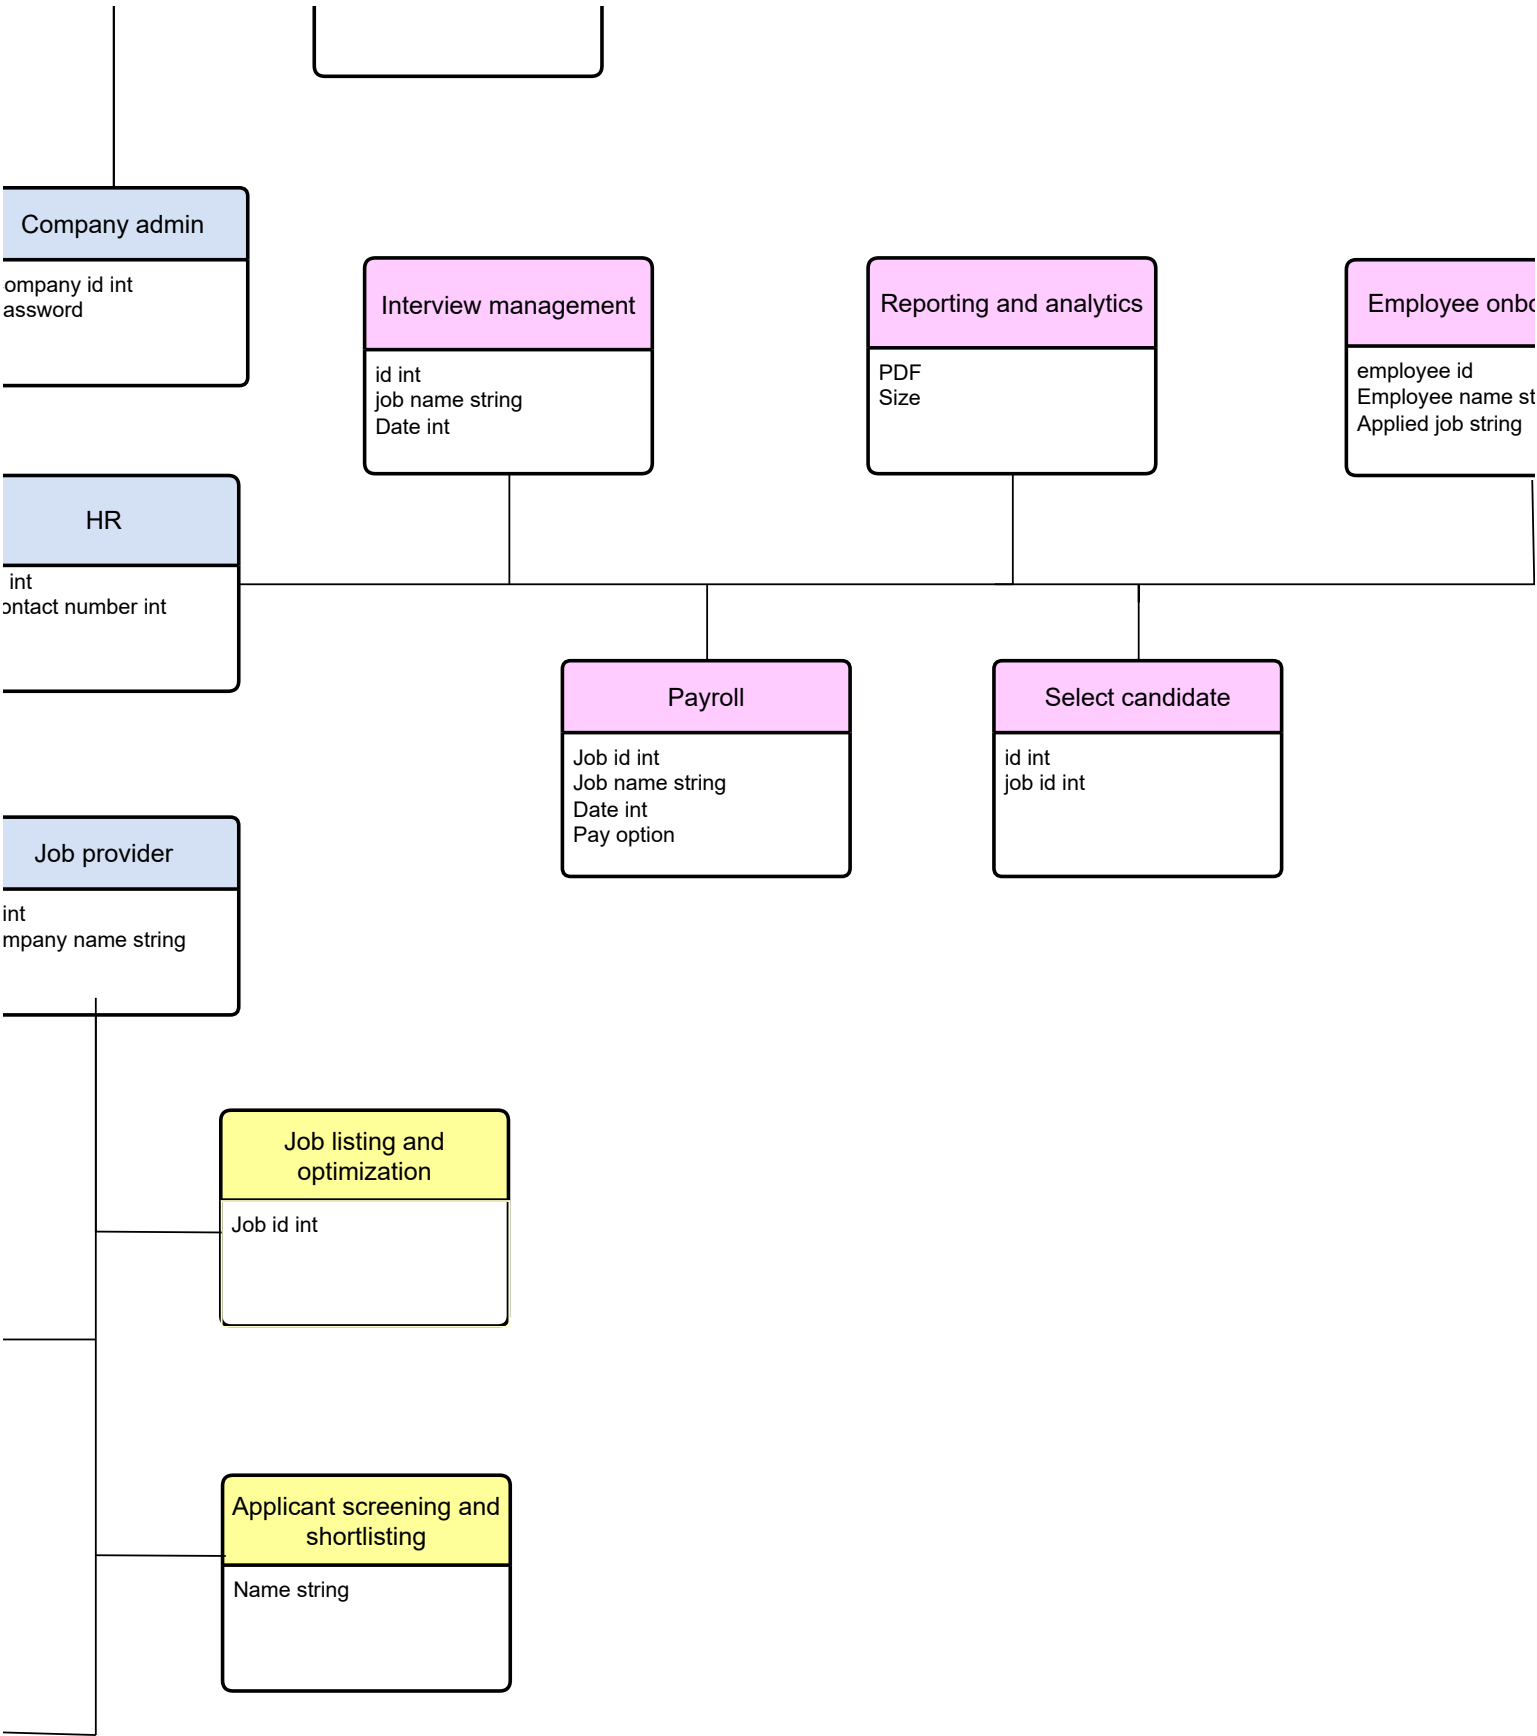 Company admin
ompany id int
assword
Interview management
id int
job name string
Date int
Reporting and analytics
PDF
Size
Employee onbo
employee id
Employee name st
Applied job string
HR
int
ontact number int
Payroll
Job id int
Job name string
Date int
Pay option
Select candidate
id int
job id int
Job provider
int
mpany name string
Job listing and
optimization
Job id int
Applicant screening and
shortlisting
Name string